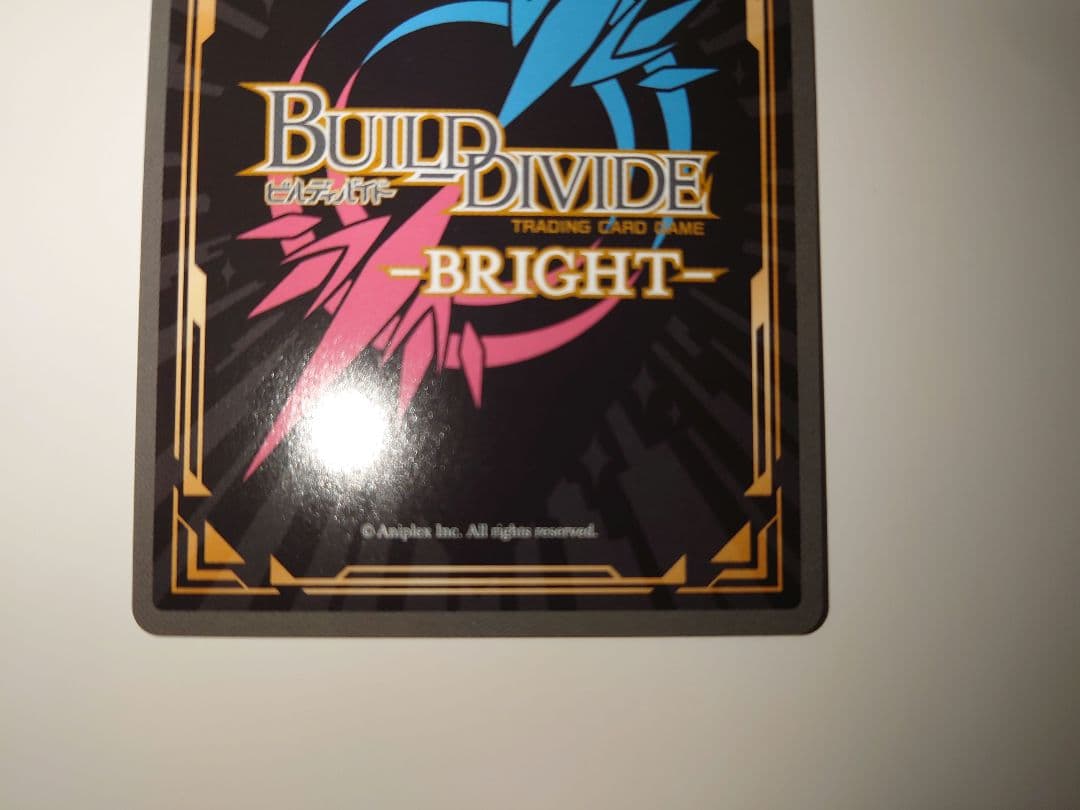 BUILD DIVIDE
ビルディバイド
TRADING CARD GAME
-BRIGHT-
© Aniplex Inc. All rights reserved.